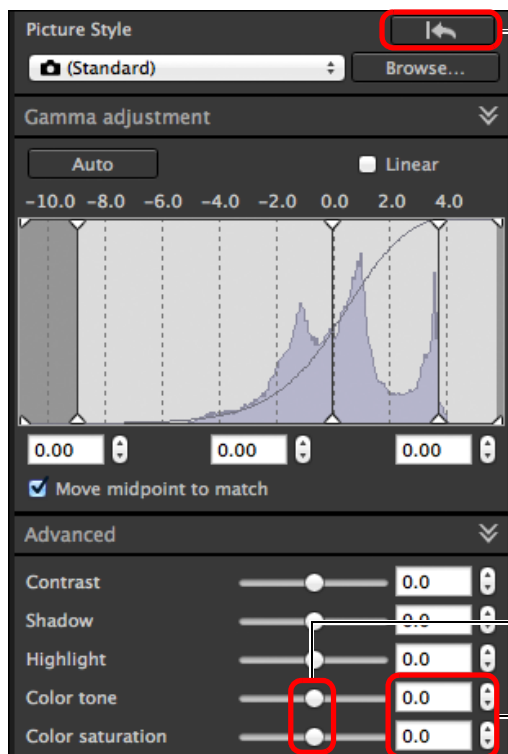 Picture Style
(Standard)
Browse...
Gamma adjustment
Auto
Linear
-10.0 -8.0 -6.0 -4.0 -2.0 0.0 2.0 4.0
0.00 0.00 0.00
Move midpoint to match
Advanced
Contrast 0.0
Shadow 0.0
Highlight 0.0
Color tone 0.0
Color saturation 0.0